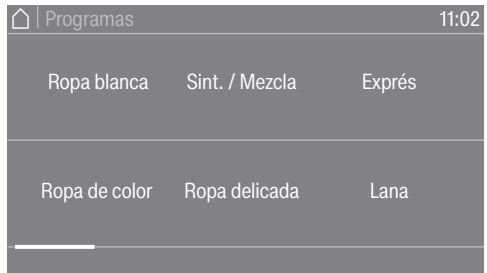 Programas 11:02
Ropa blanca Sint. / Mezcla Exprés
Ropa de color Ropa delicada Lana